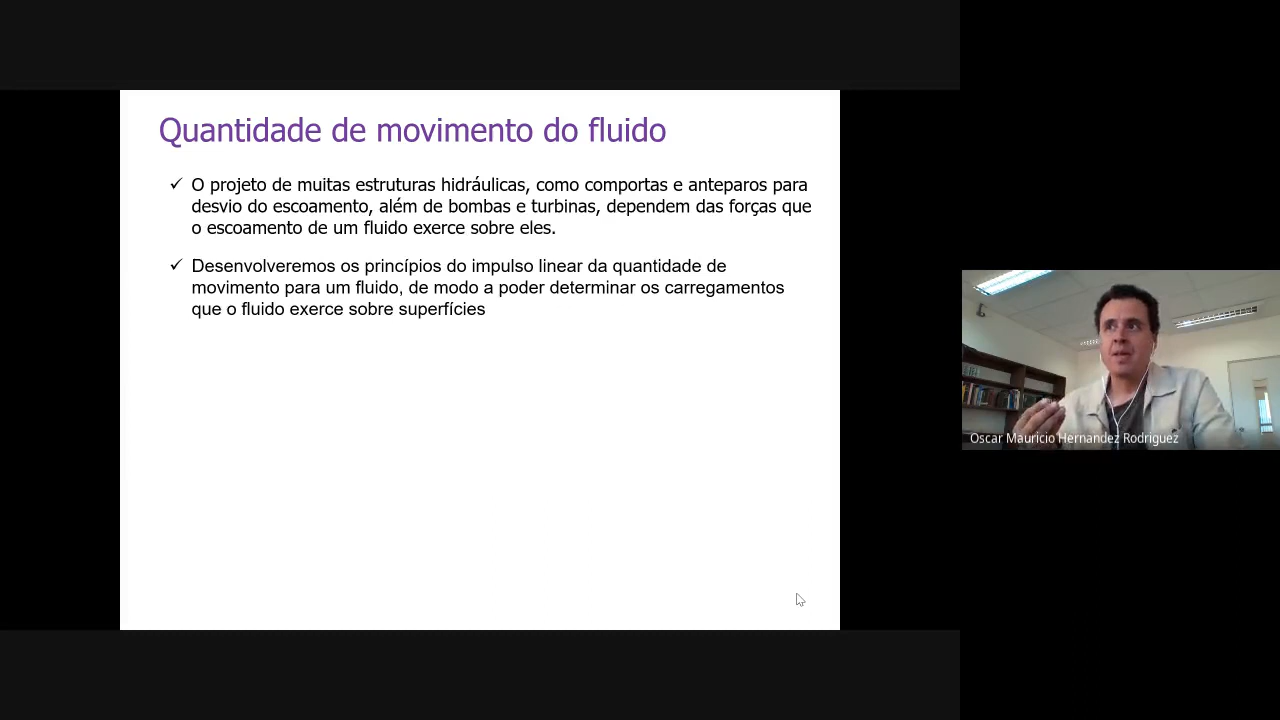 Quantidade de movimento do fluido
✓ O projeto de muitas estruturas hidráulicas, como comportas e anteparos para
desvio do escoamento, além de bombas e turbinas, dependem das forças que
o escoamento de um fluido exerce sobre eles.
✓ Desenvolveremos os princípios do impulso linear da quantidade de
movimento para um fluido, de modo a poder determinar os carregamentos
que o fluido exerce sobre superfícies
Oscar Mauricio Hernandez Rodriguez